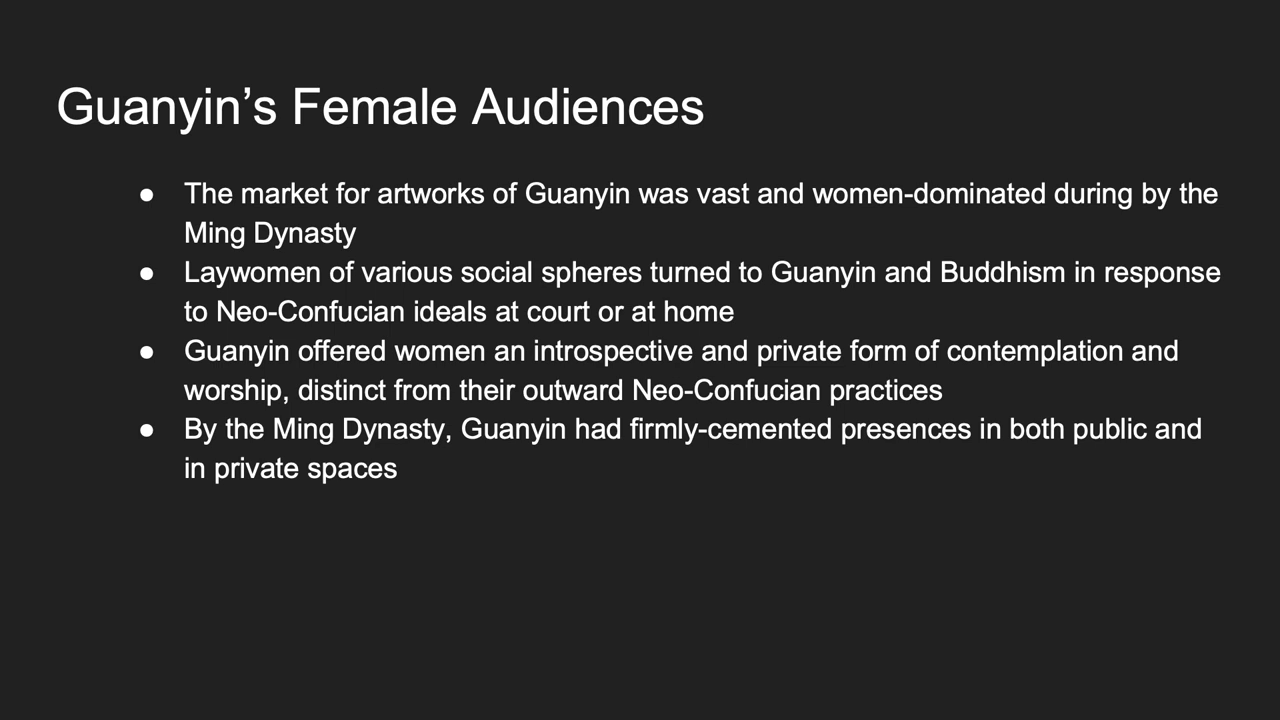 Guanyin’s Female Audiences
● The market for artworks of Guanyin was vast and women-dominated during by the
Ming Dynasty
● Laywomen of various social spheres turned to Guanyin and Buddhism in response
to Neo-Confucian ideals at court or at home
● Guanyin offered women an introspective and private form of contemplation and
worship, distinct from their outward Neo-Confucian practices
● By the Ming Dynasty, Guanyin had firmly-cemented presences in both public and
in private spaces